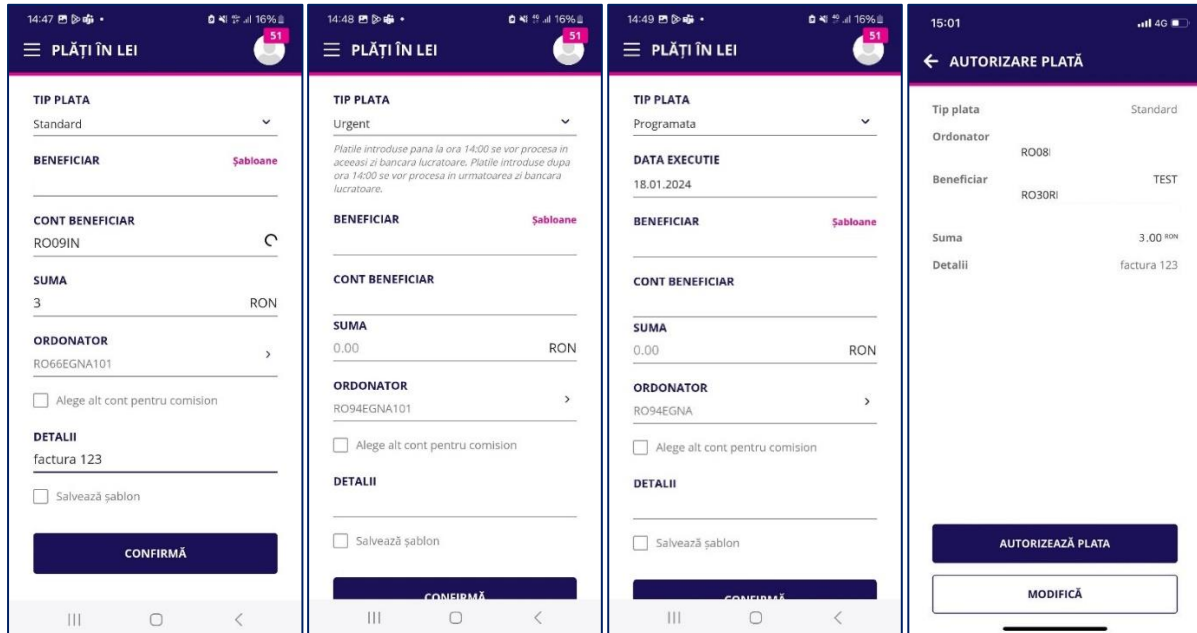 14:47
16%
51
PLĂȚI ÎN LEI
TIP PLATA
Standard
BENEFICIAR Șabloane
CONT BENEFICIAR
RO09IN
SUMA
3 RON
ORDONATOR
RO66EGNA101
Alege alt cont pentru comision
DETALII
factura 123
Salvează șablon
CONFIRMĂ
14:48
16%
51
PLĂȚI ÎN LEI
TIP PLATA
Urgent
Platile introduse pana la ora 14:00 se vor procesa in
aceeasi zi bancara lucratoare. Platile introduse dupa
ora 14:00 se vor procesa in urmatoarea zi bancara
lucratoare.
BENEFICIAR Șabloane
CONT BENEFICIAR
SUMA
0.00 RON
ORDONATOR
RO94EGNA101
Alege alt cont pentru comision
DETALII
Salvează șablon
CONFIRMĂ
14:49
16%
51
PLĂȚI ÎN LEI
TIP PLATA
Programata
DATA EXECUTIE
18.01.2024
BENEFICIAR Șabloane
CONT BENEFICIAR
SUMA
0.00 RON
ORDONATOR
RO94EGNA
Alege alt cont pentru comision
DETALII
Salvează șablon
CONFIRMĂ
15:01 4G
AUTORIZARE PLATĂ
Tip plata Standard
Ordonator
RO08
Beneficiar TEST
RO30R
Suma 3.00 RON
Detalii factura 123
AUTORIZEAZĂ PLATA
MODIFICĂ